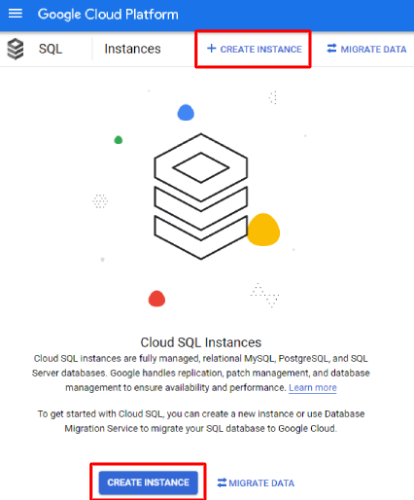 Google Cloud Platform
SQL Instances + CREATE INSTANCE MIGRATE DATA
Cloud SQL Instances
Cloud SQL instances are fully managed, relational MySQL, PostgreSQL, and SQL
Server databases. Google handles replication, patch management, and database
management to ensure availability and performance. Learn more
To get started with Cloud SQL, you can create a new instance or use Database
Migration Service to migrate your SQL database to Google Cloud.
CREATE INSTANCE MIGRATE DATA